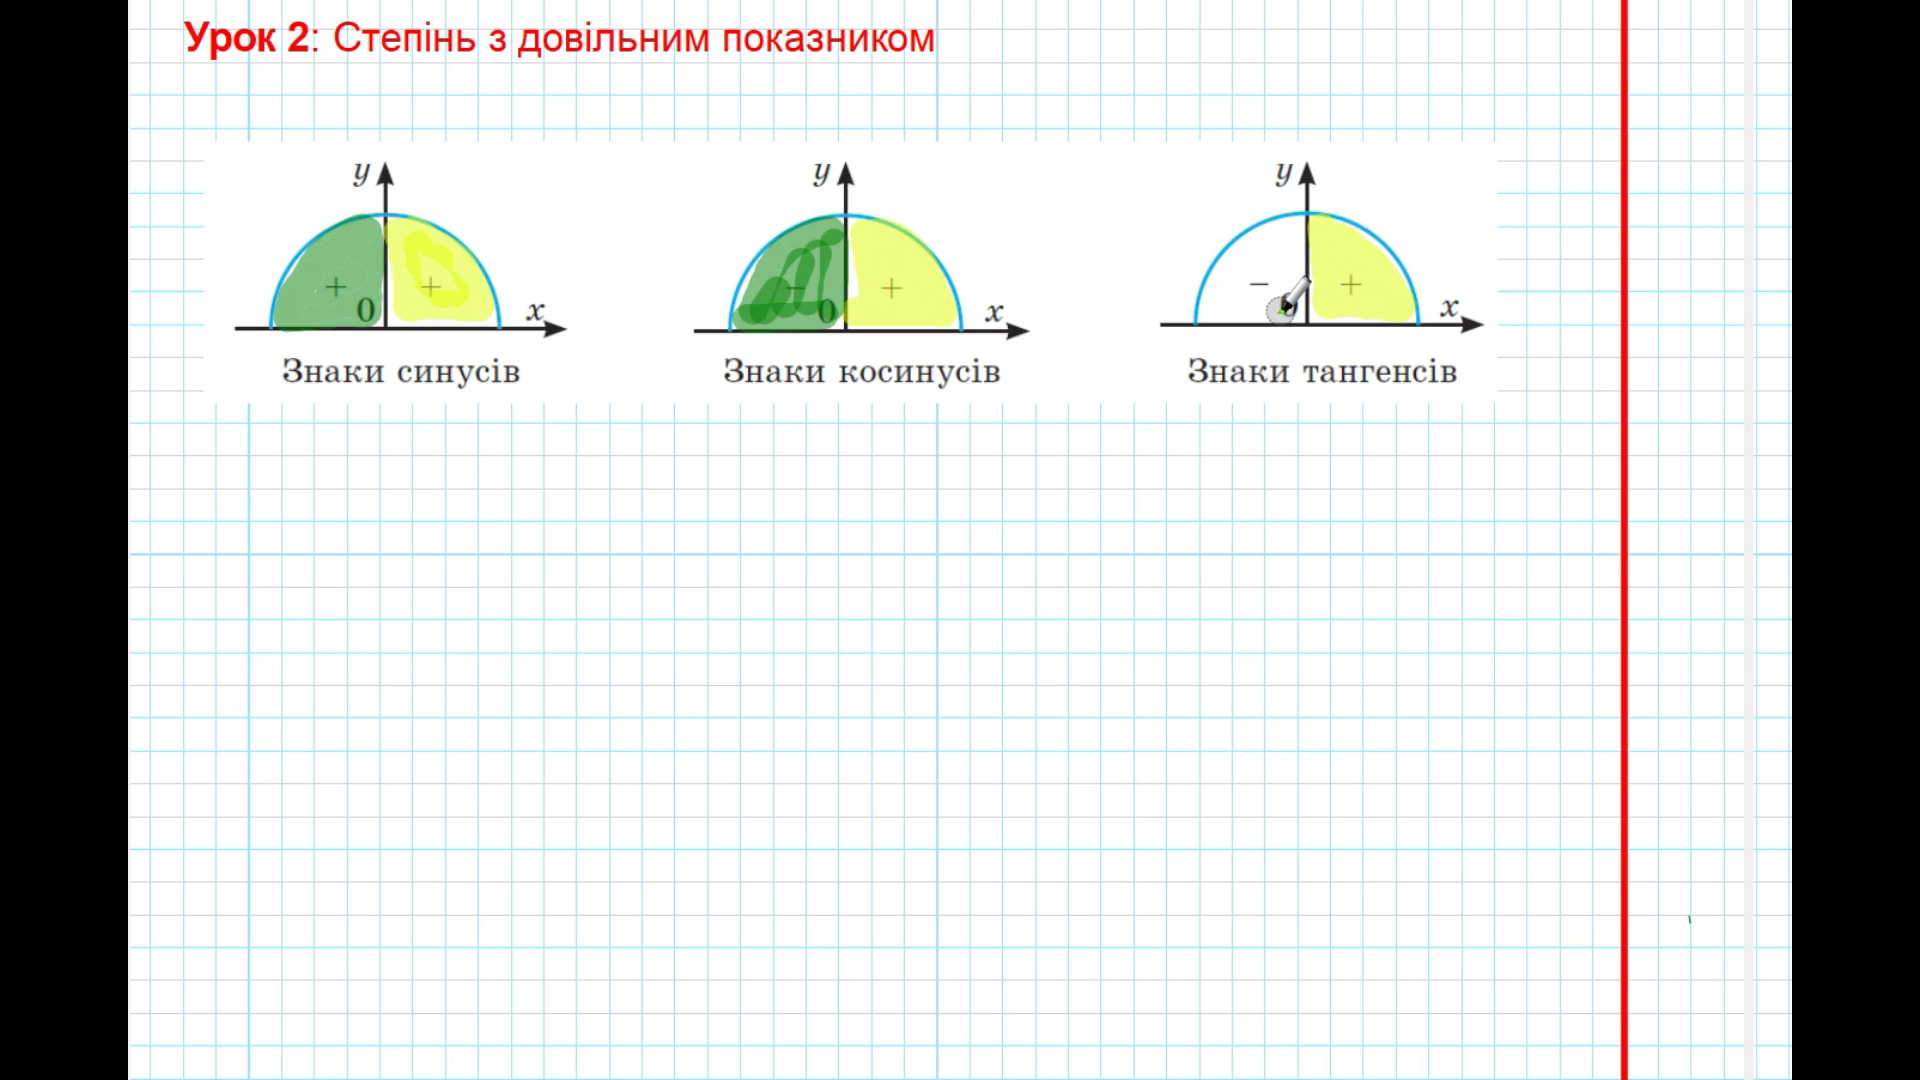 Урок 2: Степінь з довільним показником
y y y
+ + − + − +
0 x 0 x x
Знаки синусів Знаки косинусів Знаки тангенсів